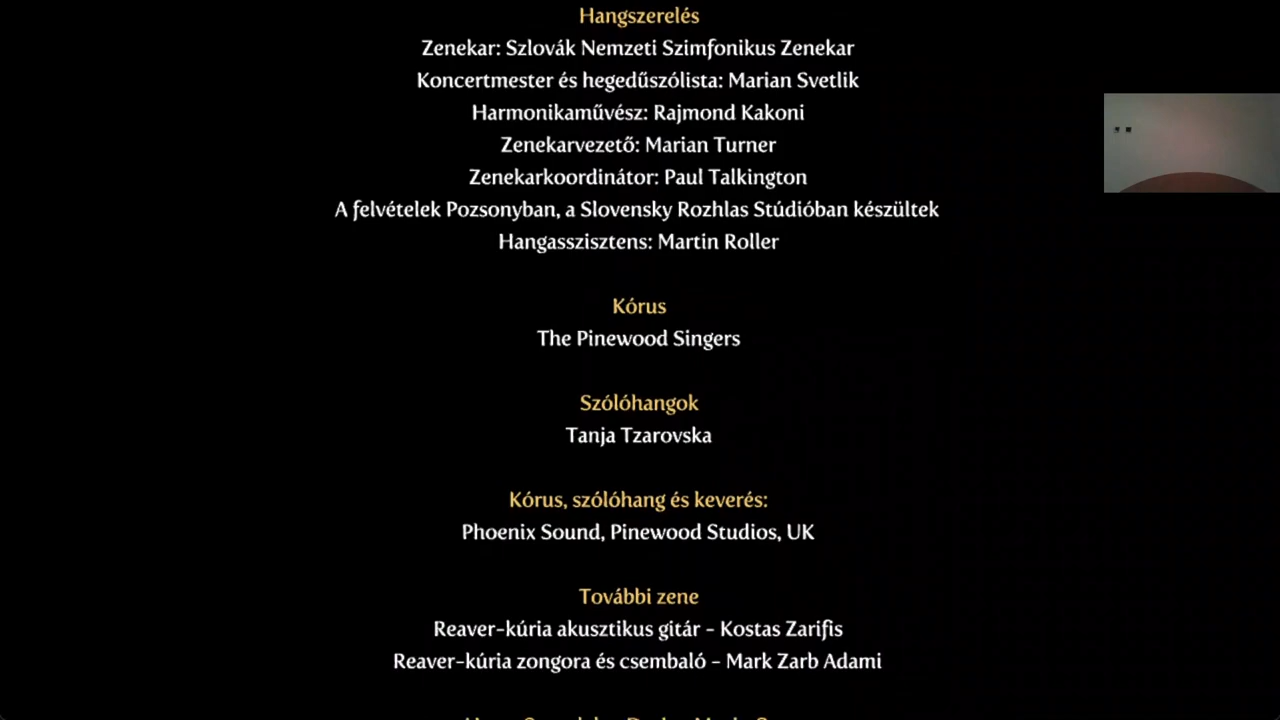 Hangszerelés
Zenekar: Szlovák Nemzeti Szimfonikus Zenekar
Koncertmester és hegedűszólista: Marian Svetlik
Harmonikaművész: Rajmond Kakoni
Zenekarvezető: Marian Turner
Zenekarkoordinátor: Paul Talkington
A felvételek Pozsonyban, a Slovensky Rozhlas Stúdióban készültek
Hangasszisztens: Martin Roller
Kórus
The Pinewood Singers
Szólóhangok
Tanja Tzarovska
Kórus, szólóhang és keverés:
Phoenix Sound, Pinewood Studios, UK
További zene
Reaver-kúria akusztikus gitár - Kostas Zarifis
Reaver-kúria zongora és csembaló - Mark Zarb Adami